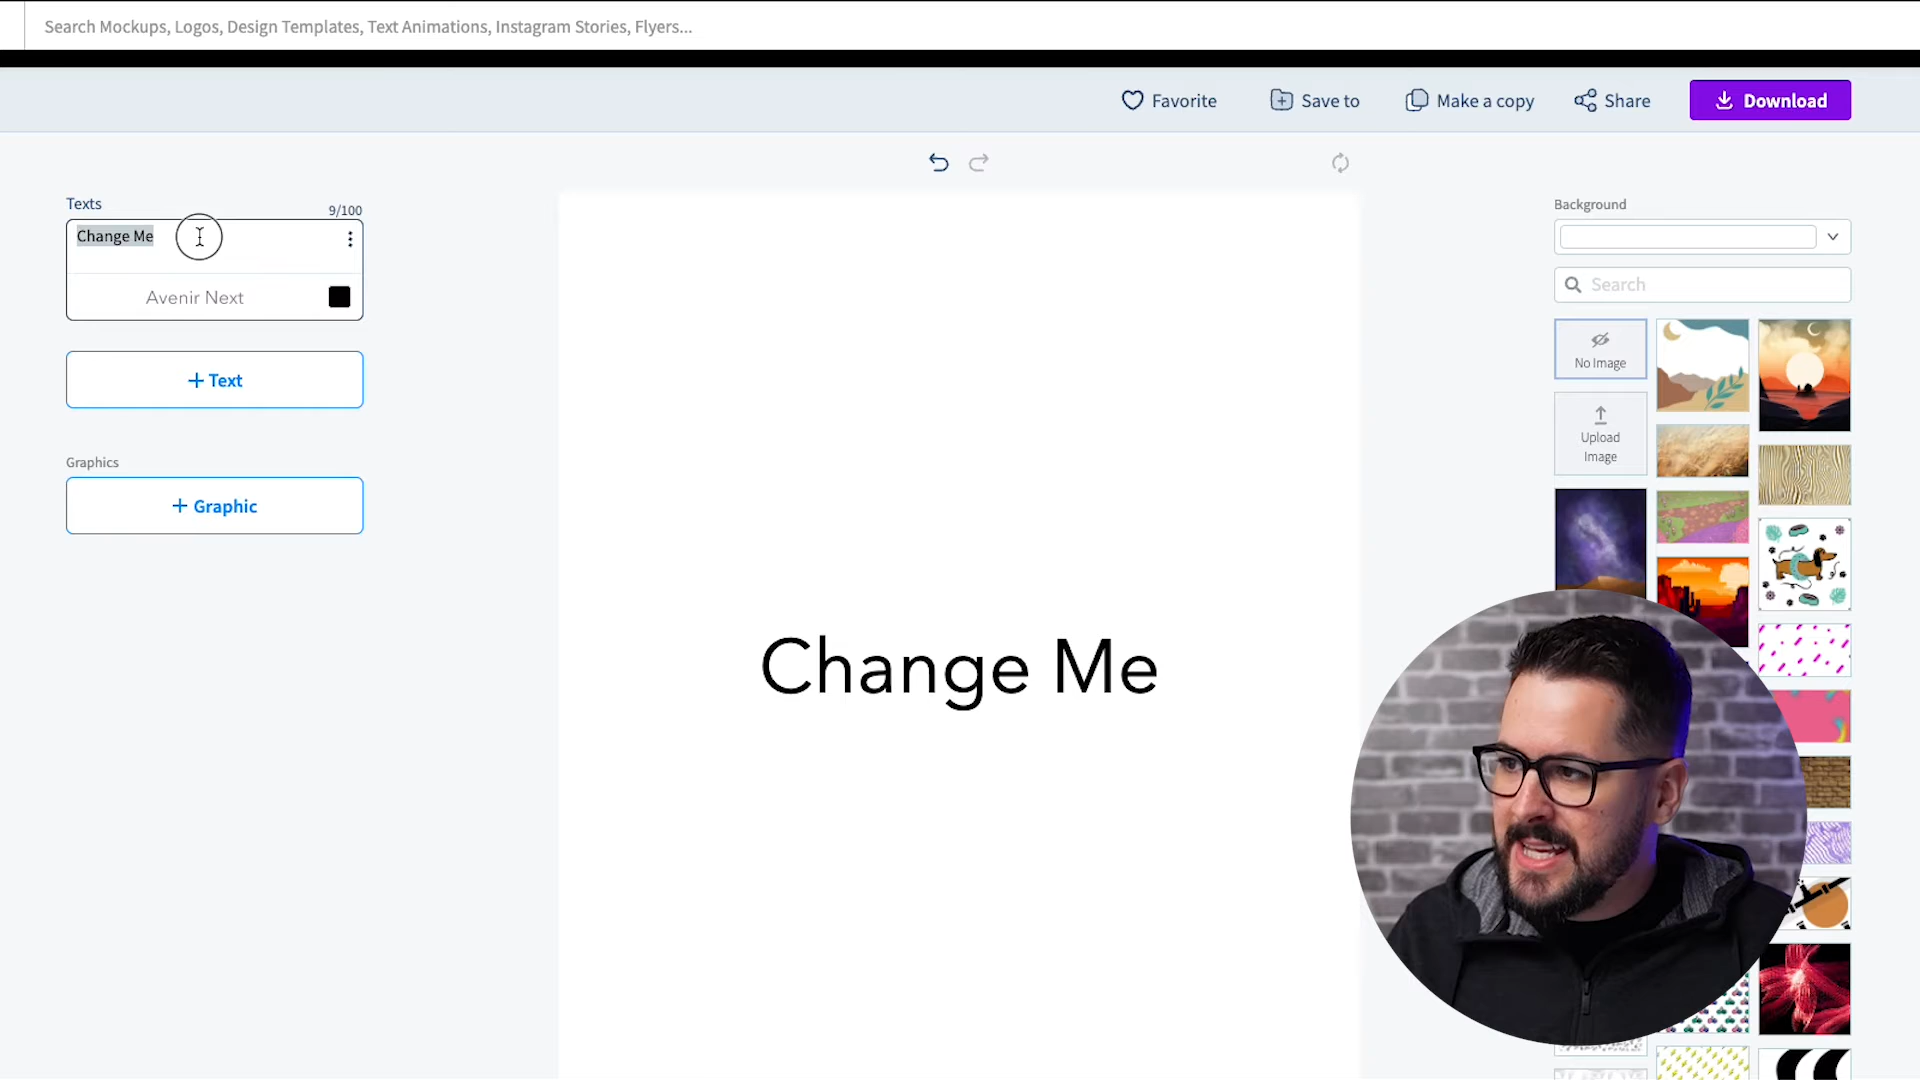 Search Mockups, Logos, Design Templates, Text Animations, Instagram Stories, Flyers...
Favorite
Save to
Make a copy
Share
Download
Texts
9/100
Change Me
Avenir Next
+ Text
Graphics
+ Graphic
Change Me
Background
Search
No Image
Upload
Image